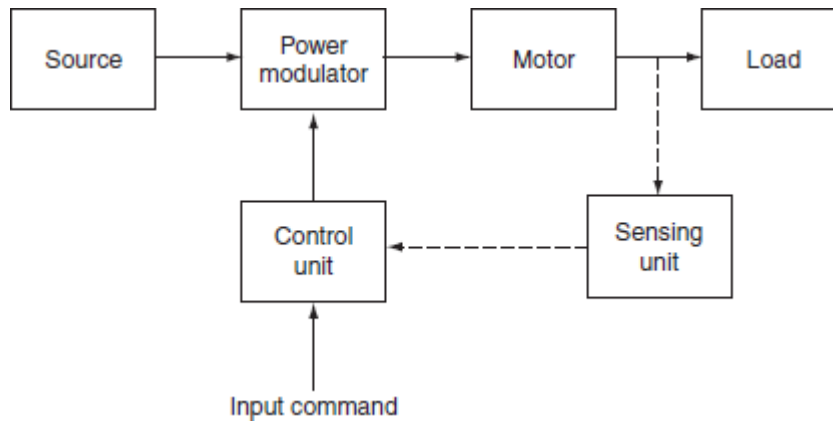 Source
Power
modulator
Motor
Load
Control
unit
Sensing
unit
Input command